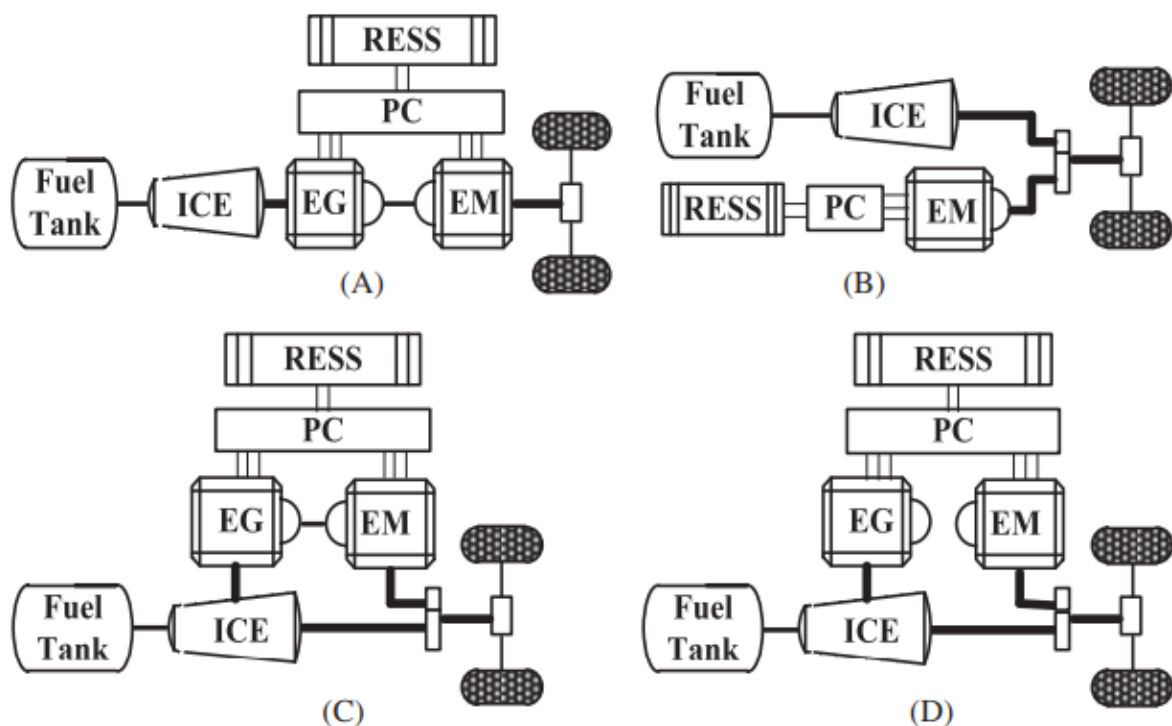 RESS
PC
Fuel
Tank
ICE
EG
EM
(A)
Fuel
Tank
ICE
RESS
PC
EM
(B)
RESS
PC
EG
EM
Fuel
Tank
ICE
(C)
RESS
PC
EG
EM
Fuel
Tank
ICE
(D)